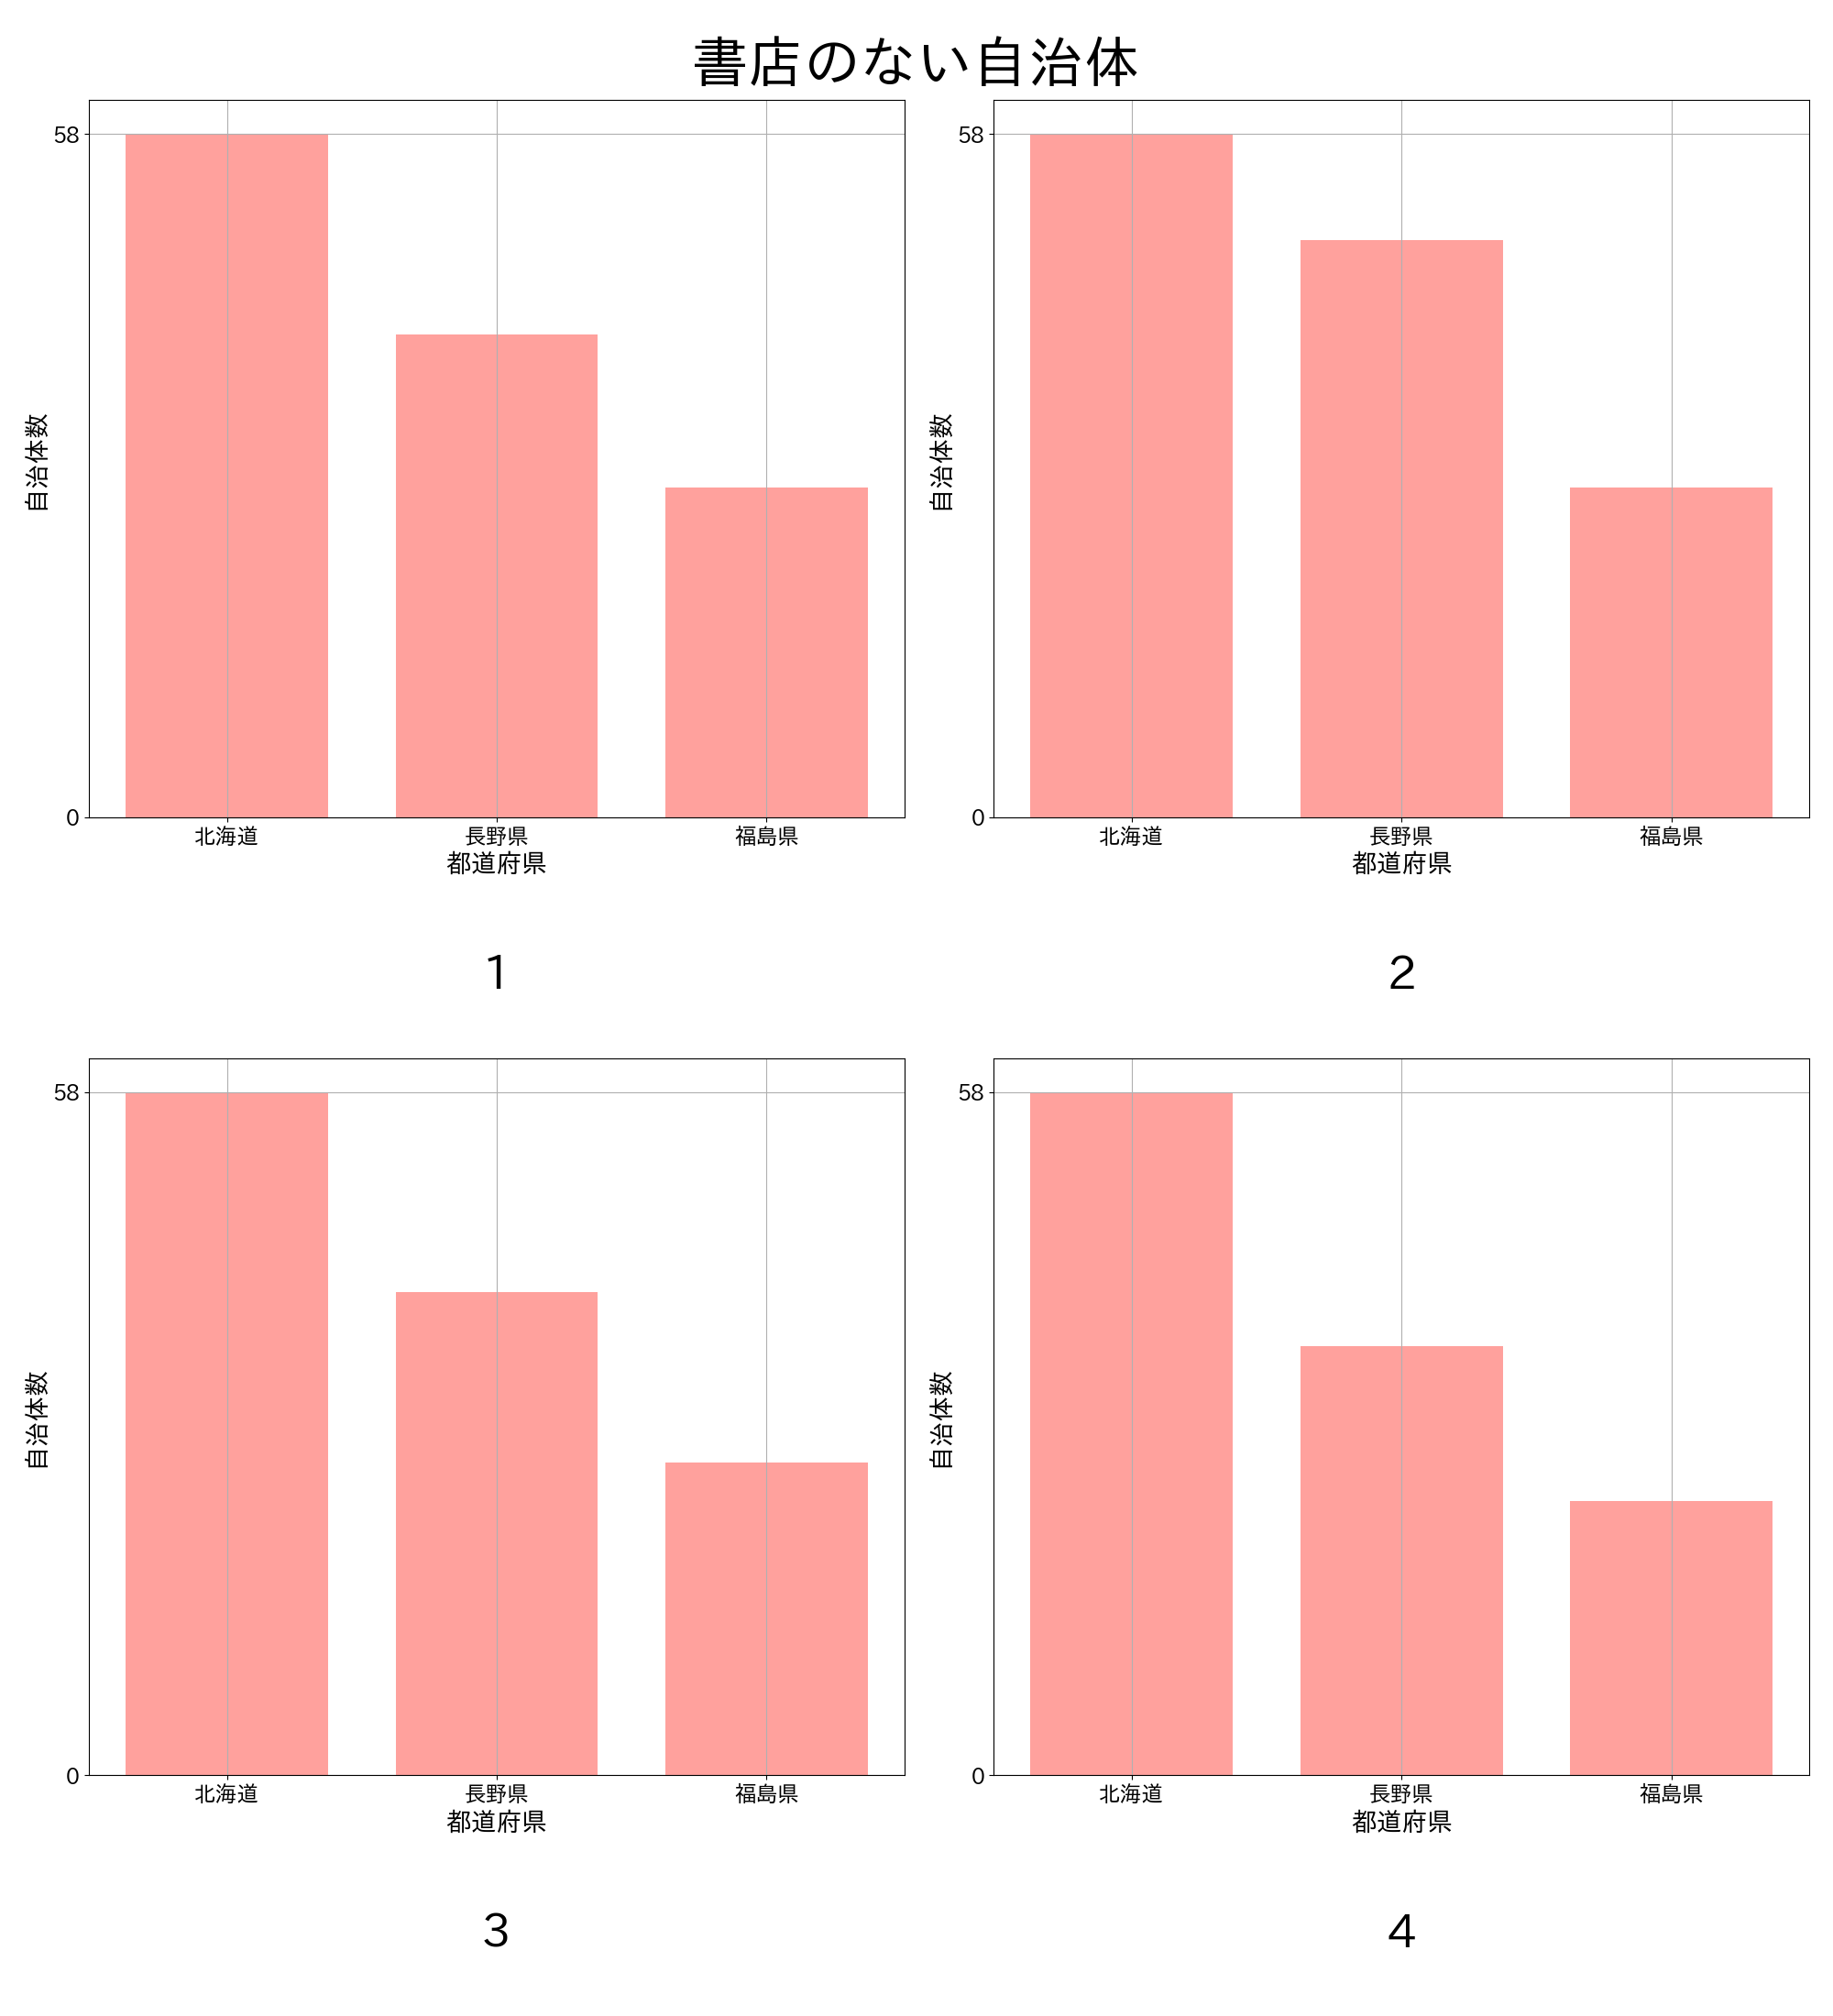 書店のない自治体
58
0
自治体数
北海道 長野県 福島県
都道府県
1
58
0
自治体数
北海道 長野県 福島県
都道府県
2
58
0
自治体数
北海道 長野県 福島県
都道府県
3
58
0
自治体数
北海道 長野県 福島県
都道府県
4